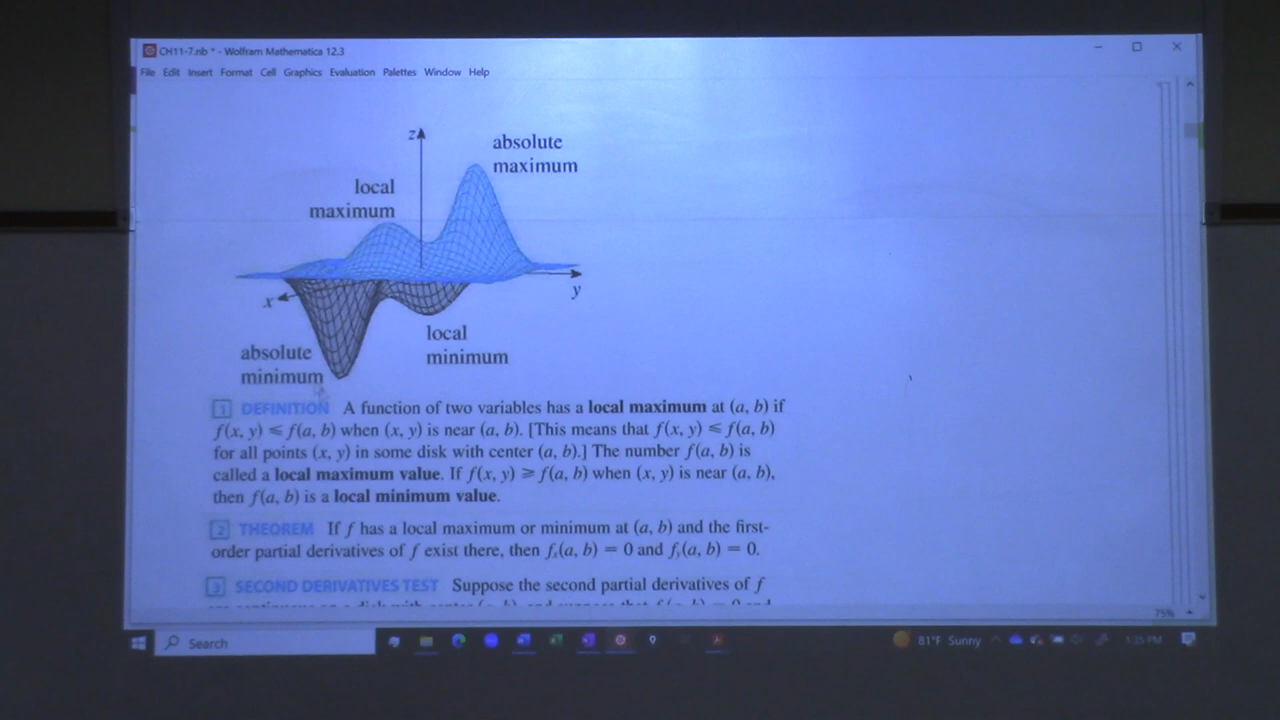 CH11-7.nb * - Wolfram Mathematica 12.3
File Edit Insert Format Cell Graphics Evaluation Palettes Window Help
z
absolute
maximum
local
maximum
x
y
local
minimum
absolute
minimum
1 DEFINITION A function of two variables has a local maximum at (a, b) if
f(x, y) ≤ f(a, b) when (x, y) is near (a, b). [This means that f(x, y) ≤ f(a, b)
for all points (x, y) in some disk with center (a, b).] The number f(a, b) is
called a local maximum value. If f(x, y) ≥ f(a, b) when (x, y) is near (a, b),
then f(a, b) is a local minimum value.
2 THEOREM If f has a local maximum or minimum at (a, b) and the first-
order partial derivatives of f exist there, then fx(a, b) = 0 and fy(a, b) = 0.
3 SECOND DERIVATIVES TEST Suppose the second partial derivatives of f
75%
Search
81°F Sunny
1:35 PM